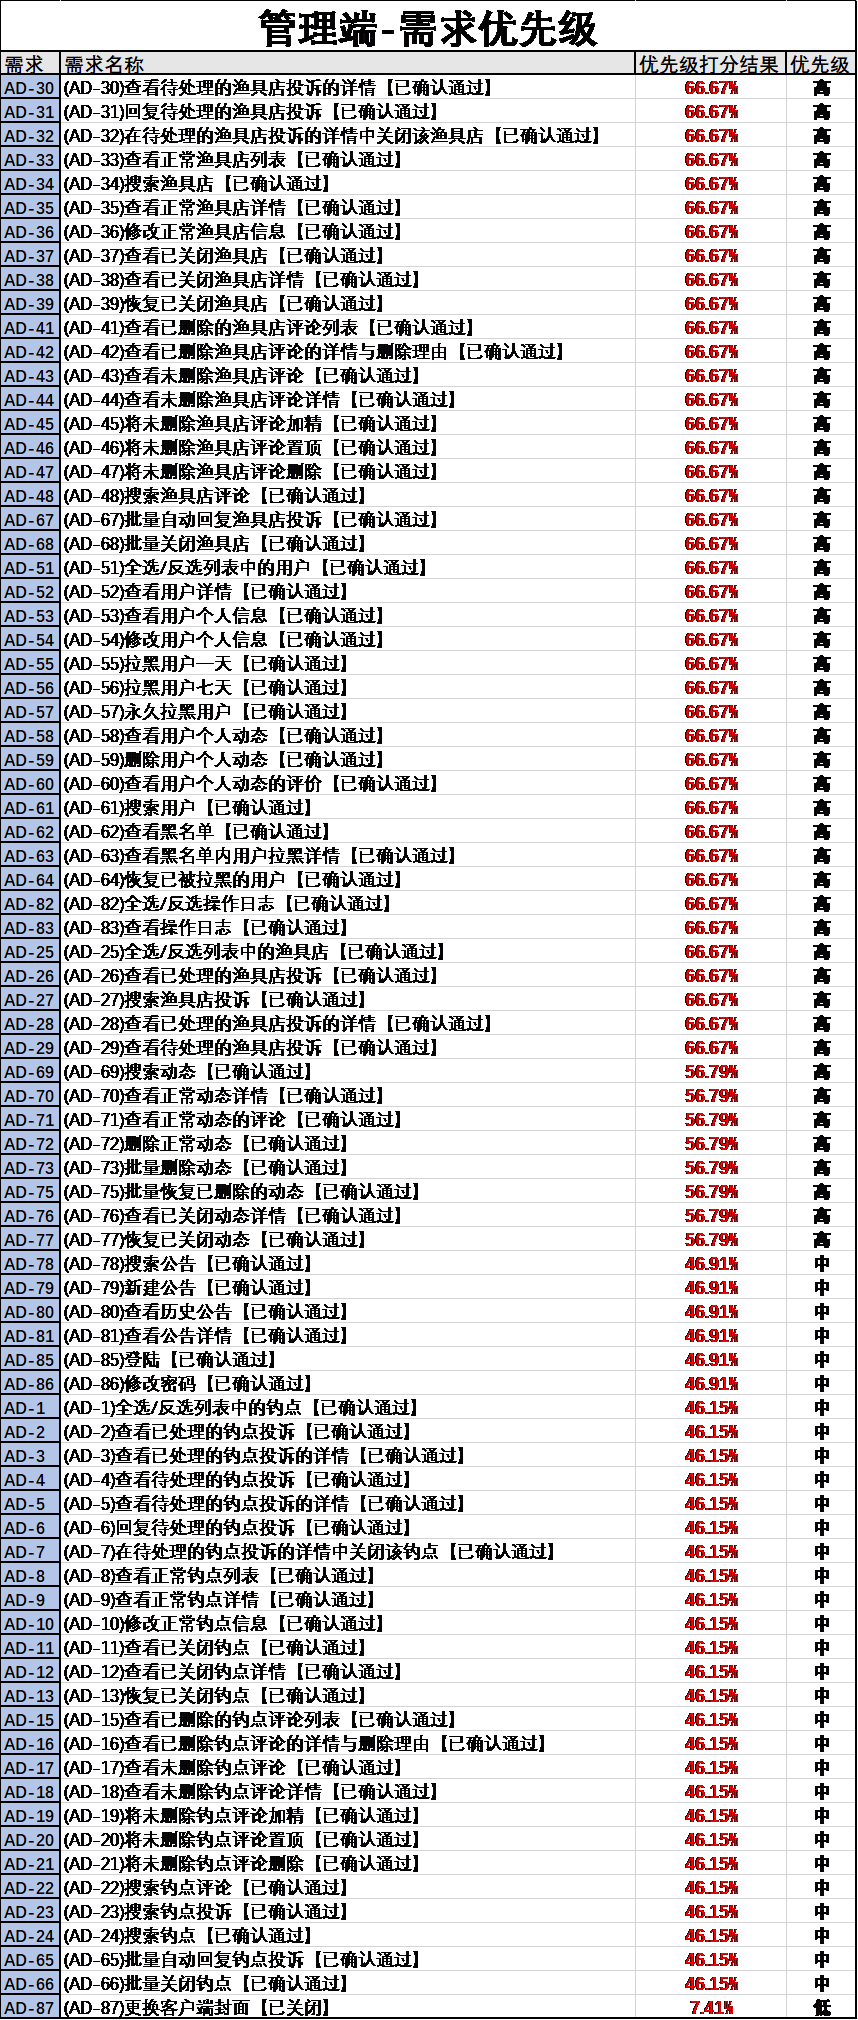 管理端-需求优先级
需求 需求名称 优先级打分结果 优先级
AD-30 (AD-30)查看待处理的渔具店投诉的详情【已确认通过】 66.67% 高
AD-31 (AD-31)回复待处理的渔具店投诉【已确认通过】 66.67% 高
AD-32 (AD-32)在待处理的渔具店投诉的详情中关闭该渔具店【已确认通过】 66.67% 高
AD-33 (AD-33)查看正常渔具店列表【已确认通过】 66.67% 高
AD-34 (AD-34)搜索渔具店【已确认通过】 66.67% 高
AD-35 (AD-35)查看正常渔具店详情【已确认通过】 66.67% 高
AD-36 (AD-36)修改正常渔具店信息【已确认通过】 66.67% 高
AD-37 (AD-37)查看已关闭渔具店【已确认通过】 66.67% 高
AD-38 (AD-38)查看已关闭渔具店详情【已确认通过】 66.67% 高
AD-39 (AD-39)恢复已关闭渔具店【已确认通过】 66.67% 高
AD-41 (AD-41)查看已删除的渔具店评论列表【已确认通过】 66.67% 高
AD-42 (AD-42)查看已删除渔具店评论的详情与删除理由【已确认通过】 66.67% 高
AD-43 (AD-43)查看未删除渔具店评论【已确认通过】 66.67% 高
AD-44 (AD-44)查看未删除渔具店评论详情【已确认通过】 66.67% 高
AD-45 (AD-45)将未删除渔具店评论加精【已确认通过】 66.67% 高
AD-46 (AD-46)将未删除渔具店评论置顶【已确认通过】 66.67% 高
AD-47 (AD-47)将未删除渔具店评论删除【已确认通过】 66.67% 高
AD-48 (AD-48)搜索渔具店评论【已确认通过】 66.67% 高
AD-67 (AD-67)批量自动回复渔具店投诉【已确认通过】 66.67% 高
AD-68 (AD-68)批量关闭渔具店【已确认通过】 66.67% 高
AD-51 (AD-51)全选/反选列表中的用户【已确认通过】 66.67% 高
AD-52 (AD-52)查看用户详情【已确认通过】 66.67% 高
AD-53 (AD-53)查看用户个人信息【已确认通过】 66.67% 高
AD-54 (AD-54)修改用户个人信息【已确认通过】 66.67% 高
AD-55 (AD-55)拉黑用户一天【已确认通过】 66.67% 高
AD-56 (AD-56)拉黑用户七天【已确认通过】 66.67% 高
AD-57 (AD-57)永久拉黑用户【已确认通过】 66.67% 高
AD-58 (AD-58)查看用户个人动态【已确认通过】 66.67% 高
AD-59 (AD-59)删除用户个人动态【已确认通过】 66.67% 高
AD-60 (AD-60)查看用户个人动态的评价【已确认通过】 66.67% 高
AD-61 (AD-61)搜索用户【已确认通过】 66.67% 高
AD-62 (AD-62)查看黑名单【已确认通过】 66.67% 高
AD-63 (AD-63)查看黑名单内用户拉黑详情【已确认通过】 66.67% 高
AD-64 (AD-64)恢复已被拉黑的用户【已确认通过】 66.67% 高
AD-82 (AD-82)全选/反选操作日志【已确认通过】 66.67% 高
AD-83 (AD-83)查看操作日志【已确认通过】 66.67% 高
AD-25 (AD-25)全选/反选列表中的渔具店【已确认通过】 66.67% 高
AD-26 (AD-26)查看已处理的渔具店投诉【已确认通过】 66.67% 高
AD-27 (AD-27)搜索渔具店投诉【已确认通过】 66.67% 高
AD-28 (AD-28)查看已处理的渔具店投诉的详情【已确认通过】 66.67% 高
AD-29 (AD-29)查看待处理的渔具店投诉【已确认通过】 66.67% 高
AD-69 (AD-69)搜索动态【已确认通过】 56.79% 高
AD-70 (AD-70)查看正常动态详情【已确认通过】 56.79% 高
AD-71 (AD-71)查看正常动态的评论【已确认通过】 56.79% 高
AD-72 (AD-72)删除正常动态【已确认通过】 56.79% 高
AD-73 (AD-73)批量删除动态【已确认通过】 56.79% 高
AD-75 (AD-75)批量恢复已删除的动态【已确认通过】 56.79% 高
AD-76 (AD-76)查看已关闭动态详情【已确认通过】 56.79% 高
AD-77 (AD-77)恢复已关闭动态【已确认通过】 56.79% 高
AD-78 (AD-78)搜索公告【已确认通过】 46.91% 中
AD-79 (AD-79)新建公告【已确认通过】 46.91% 中
AD-80 (AD-80)查看历史公告【已确认通过】 46.91% 中
AD-81 (AD-81)查看公告详情【已确认通过】 46.91% 中
AD-85 (AD-85)登陆【已确认通过】 46.91% 中
AD-86 (AD-86)修改密码【已确认通过】 46.91% 中
AD-1 (AD-1)全选/反选列表中的钓点【已确认通过】 46.15% 中
AD-2 (AD-2)查看已处理的钓点投诉【已确认通过】 46.15% 中
AD-3 (AD-3)查看已处理的钓点投诉的详情【已确认通过】 46.15% 中
AD-4 (AD-4)查看待处理的钓点投诉【已确认通过】 46.15% 中
AD-5 (AD-5)查看待处理的钓点投诉的详情【已确认通过】 46.15% 中
AD-6 (AD-6)回复待处理的钓点投诉【已确认通过】 46.15% 中
AD-7 (AD-7)在待处理的钓点投诉的详情中关闭该钓点【已确认通过】 46.15% 中
AD-8 (AD-8)查看正常钓点列表【已确认通过】 46.15% 中
AD-9 (AD-9)查看正常钓点详情【已确认通过】 46.15% 中
AD-10 (AD-10)修改正常钓点信息【已确认通过】 46.15% 中
AD-11 (AD-11)查看已关闭钓点【已确认通过】 46.15% 中
AD-12 (AD-12)查看已关闭钓点详情【已确认通过】 46.15% 中
AD-13 (AD-13)恢复已关闭钓点【已确认通过】 46.15% 中
AD-15 (AD-15)查看已删除的钓点评论列表【已确认通过】 46.15% 中
AD-16 (AD-16)查看已删除钓点评论的详情与删除理由【已确认通过】 46.15% 中
AD-17 (AD-17)查看未删除钓点评论【已确认通过】 46.15% 中
AD-18 (AD-18)查看未删除钓点评论详情【已确认通过】 46.15% 中
AD-19 (AD-19)将未删除钓点评论加精【已确认通过】 46.15% 中
AD-20 (AD-20)将未删除钓点评论置顶【已确认通过】 46.15% 中
AD-21 (AD-21)将未删除钓点评论删除【已确认通过】 46.15% 中
AD-22 (AD-22)搜索钓点评论【已确认通过】 46.15% 中
AD-23 (AD-23)搜索钓点投诉【已确认通过】 46.15% 中
AD-24 (AD-24)搜索钓点【已确认通过】 46.15% 中
AD-65 (AD-65)批量自动回复钓点投诉【已确认通过】 46.15% 中
AD-66 (AD-66)批量关闭钓点【已确认通过】 46.15% 中
AD-87 (AD-87)更换客户端封面【已关闭】 7.41% 低